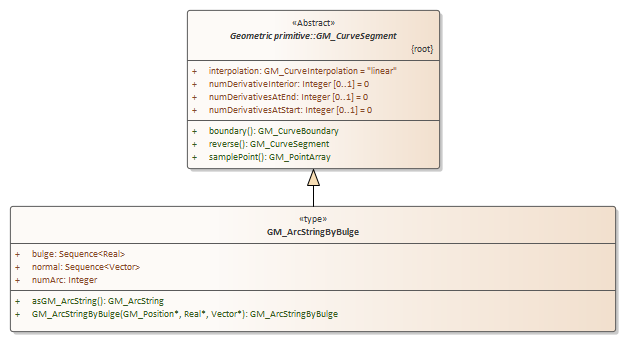 «Abstract»
Geometric primitive::GM_CurveSegment
{root}
+ interpolation: GM_CurveInterpolation = "linear"
+ numDerivativeInterior: Integer [0..1] = 0
+ numDerivativesAtEnd: Integer [0..1] = 0
+ numDerivativesAtStart: Integer [0..1] = 0
+ boundary(): GM_CurveBoundary
+ reverse(): GM_CurveSegment
+ samplePoint(): GM_PointArray
«type»
GM_ArcStringByBulge
+ bulge: Sequence<Real>
+ normal: Sequence<Vector>
+ numArc: Integer
+ asGM_ArcString(): GM_ArcString
+ GM_ArcStringByBulge(GM_Position*, Real*, Vector*): GM_ArcStringByBulge